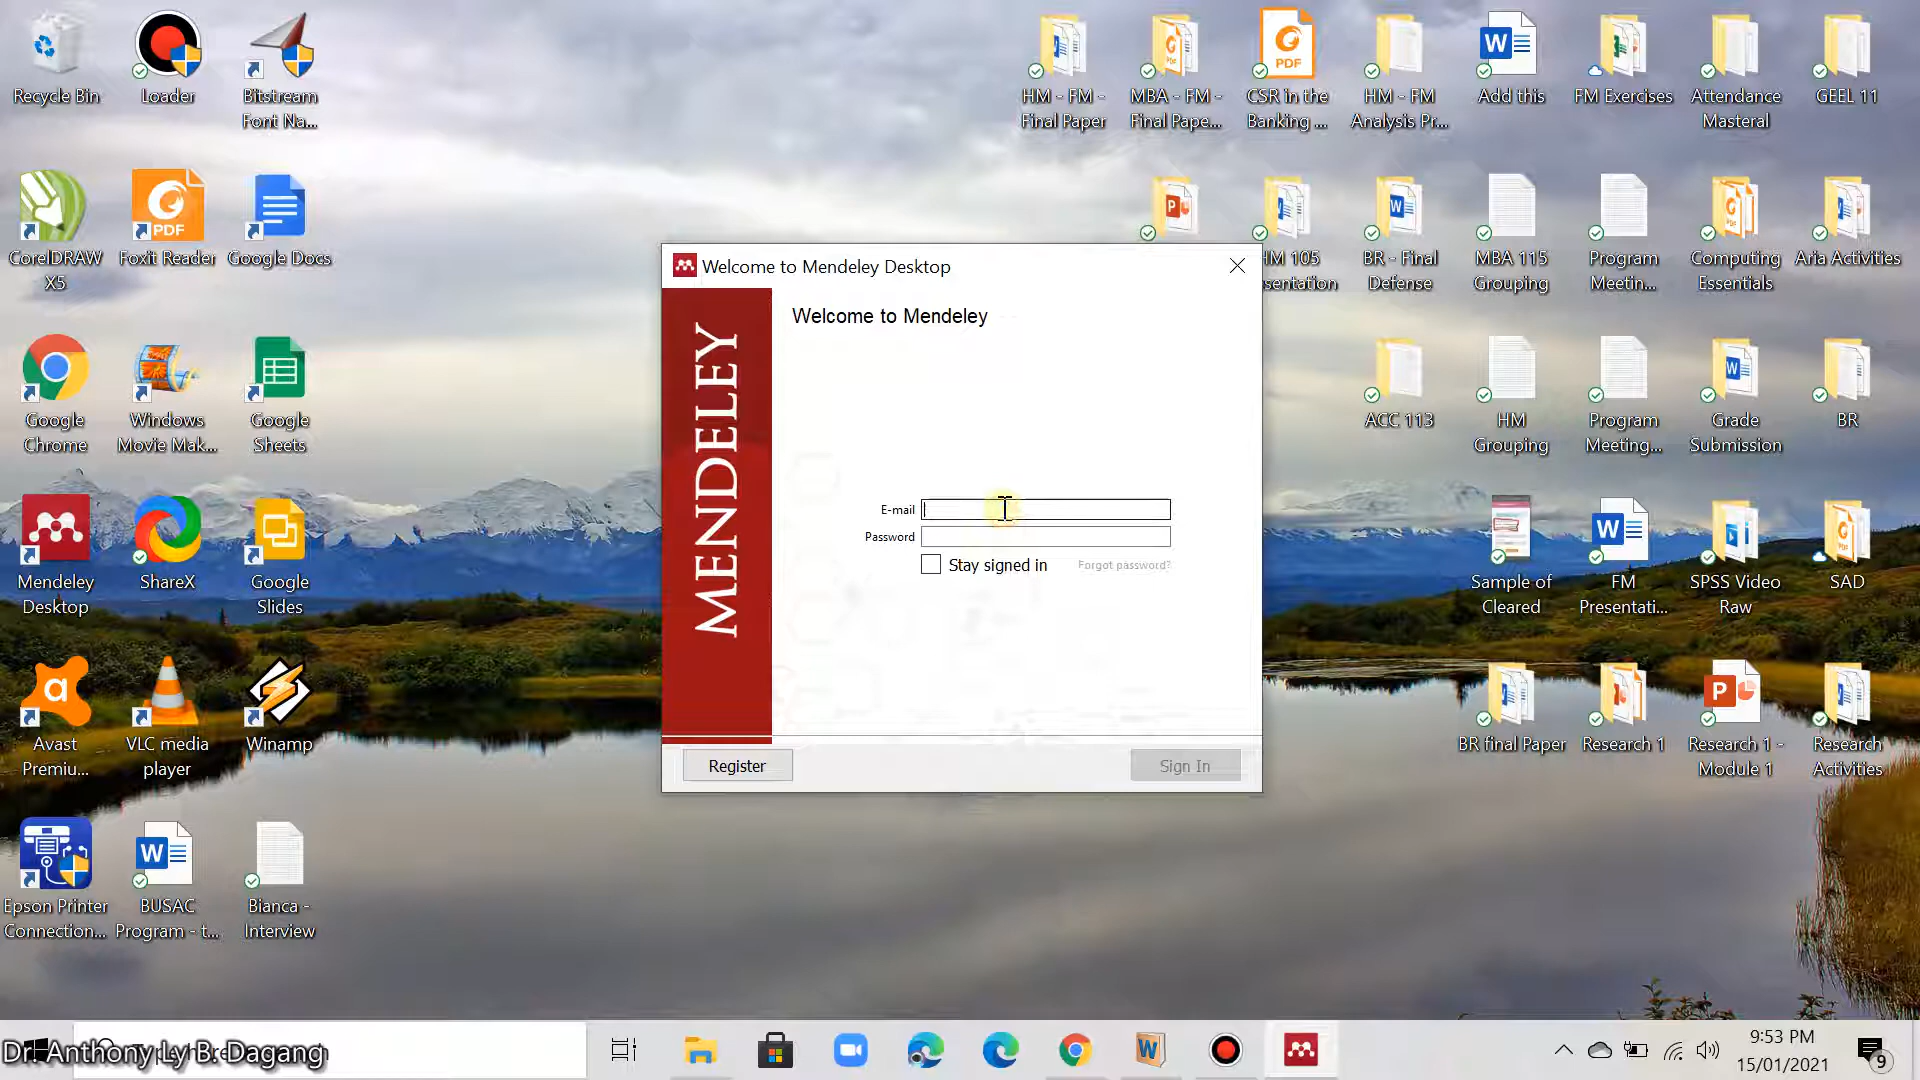 Recycle Bin
Loader
Bitstream
Font Na...
HM - FM -
Final Paper
MBA - FM -
Final Pape...
CSR in the
Banking ...
HM - FM
Analysis Pr...
Add this
FM Exercises
Attendance
Masteral
GEEL 11
CorelDRAW
X5
Foxit Reader
Google Docs
HM 105
sentation
BR - Final
Defense
MBA 115
Grouping
Program
Meetin...
Computing
Essentials
Aria Activities
Google
Chrome
Windows
Movie Mak...
Google
Sheets
ACC 113
HM
Grouping
Program
Meeting...
Grade
Submission
BR
Mendeley
Desktop
ShareX
Google
Slides
Sample of
Cleared
FM
Presentati...
SPSS Video
Raw
SAD
Avast
Premiu...
VLC media
player
Winamp
BR final Paper
Research 1
Research 1 -
Module 1
Research
Activities
Epson Printer
Connection...
BUSAC
Program - t...
Bianca -
Interview
Welcome to Mendeley Desktop
MENDELEY
Welcome to Mendeley
E-mail
Password
Stay signed in
Forgot password?
Register
Sign In
Dr. Anthony Ly B. Dagang
9:53 PM
15/01/2021
9